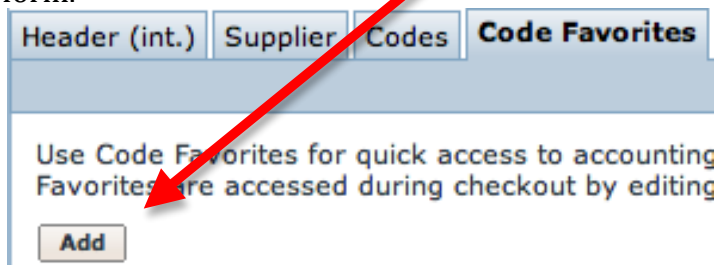 form.
Header (int.) Supplier Codes Code Favorites
Use Code Favorites for quick access to accounting
Favorites are accessed during checkout by editing
Add